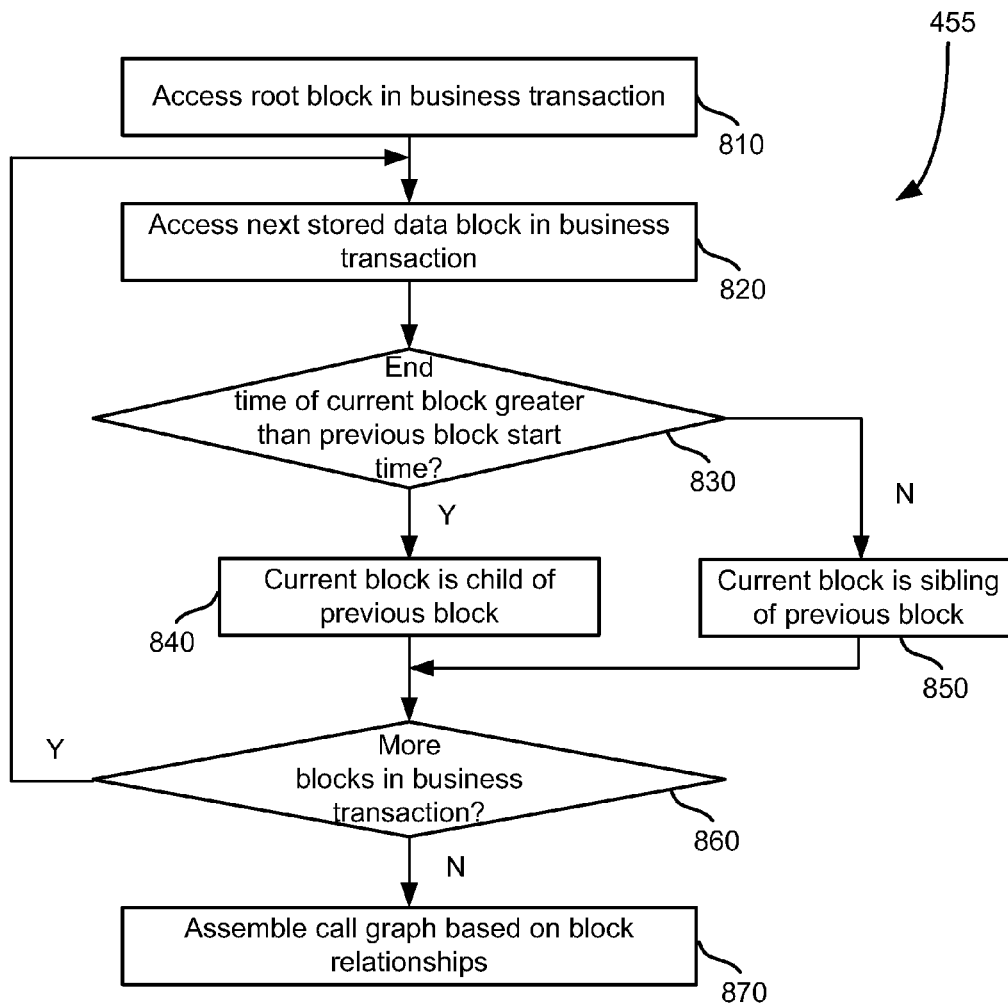 455
Access root block in business transaction
810
Access next stored data block in business
transaction
820
End
time of current block greater
than previous block start
time?
830
Y
N
Current block is child of
previous block
840
Current block is sibling
of previous block
850
Y
More
blocks in business
transaction?
860
N
Assemble call graph based on block
relationships
870